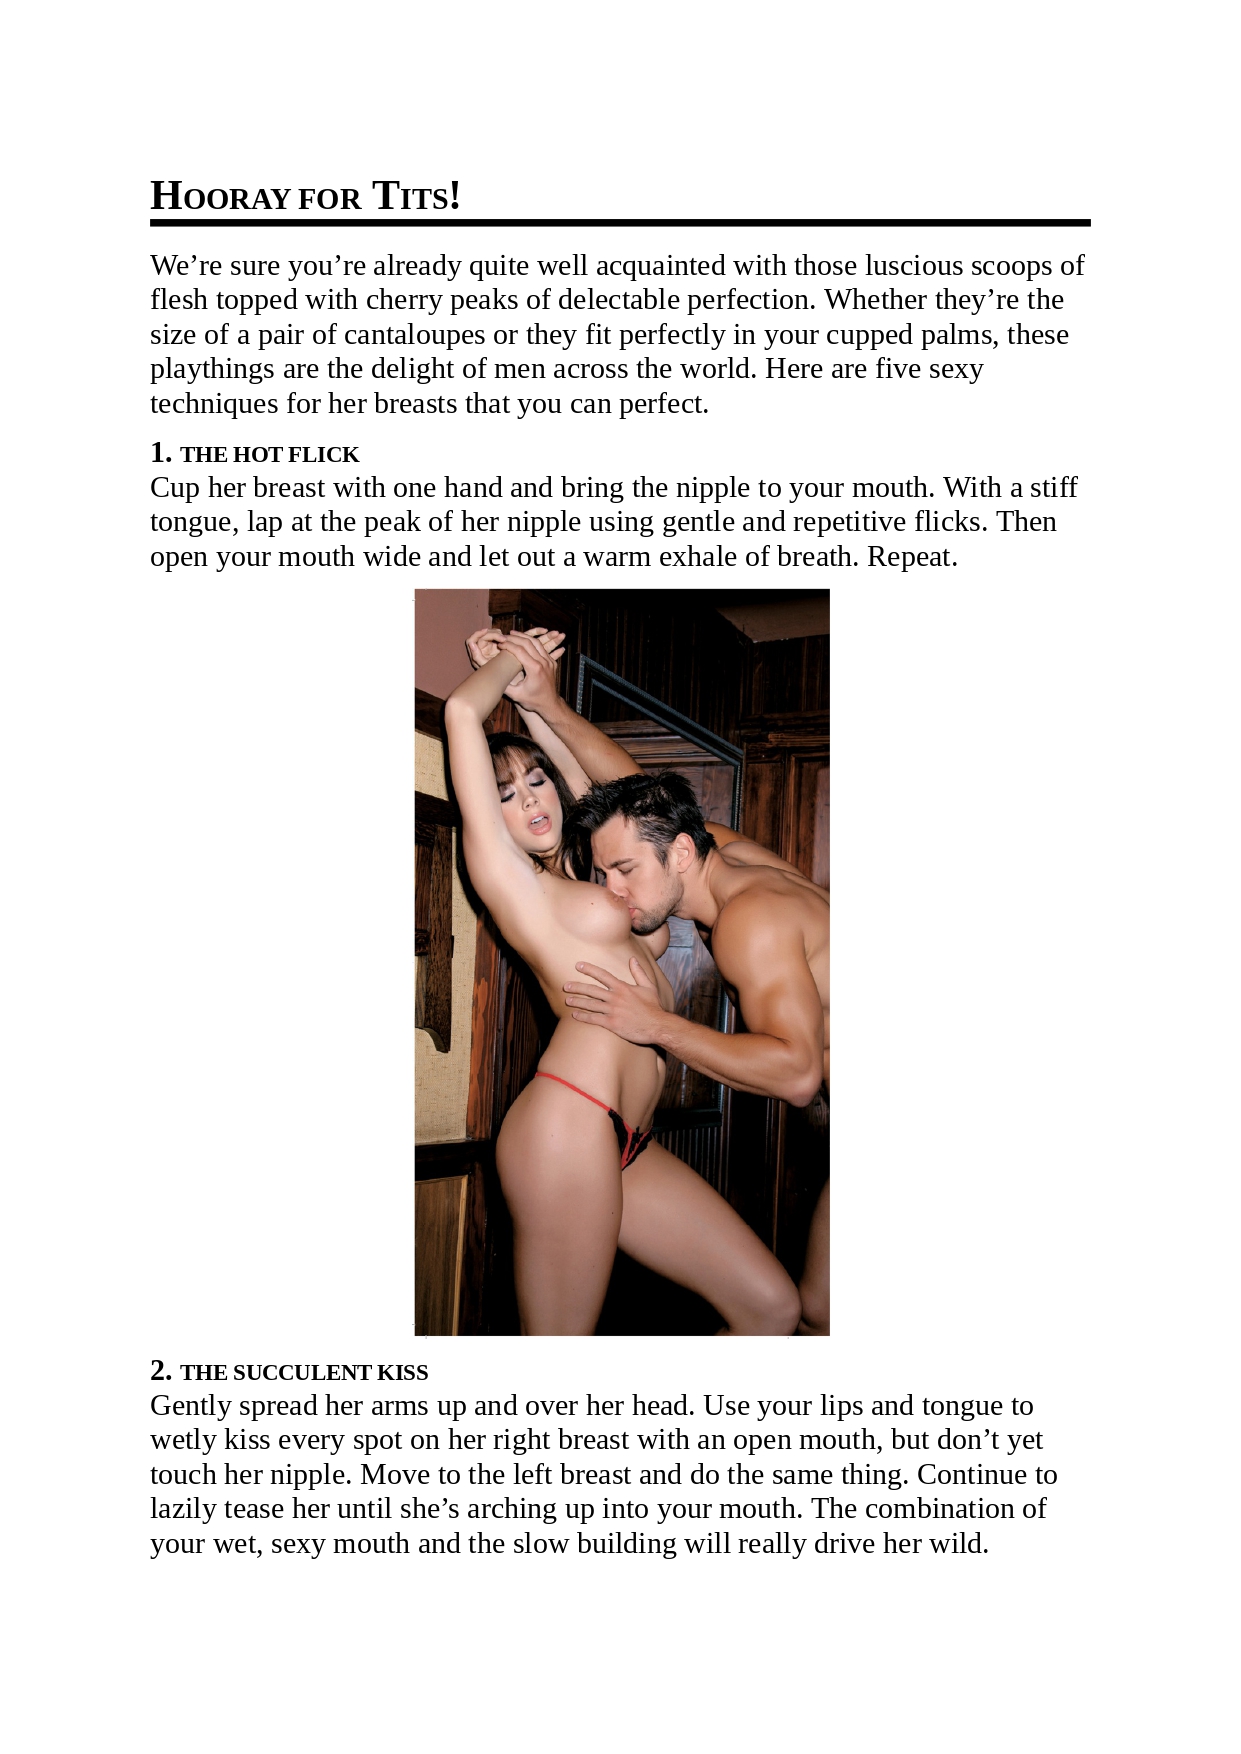 HOORAY FOR TITS!
We’re sure you’re already quite well acquainted with those luscious scoops of
flesh topped with cherry peaks of delectable perfection. Whether they’re the
size of a pair of cantaloupes or they fit perfectly in your cupped palms, these
playthings are the delight of men across the world. Here are five sexy
techniques for her breasts that you can perfect.
1. THE HOT FLICK
Cup her breast with one hand and bring the nipple to your mouth. With a stiff
tongue, lap at the peak of her nipple using gentle and repetitive flicks. Then
open your mouth wide and let out a warm exhale of breath. Repeat.
2. THE SUCCULENT KISS
Gently spread her arms up and over her head. Use your lips and tongue to
wetly kiss every spot on her right breast with an open mouth, but don’t yet
touch her nipple. Move to the left breast and do the same thing. Continue to
lazily tease her until she’s arching up into your mouth. The combination of
your wet, sexy mouth and the slow building will really drive her wild.